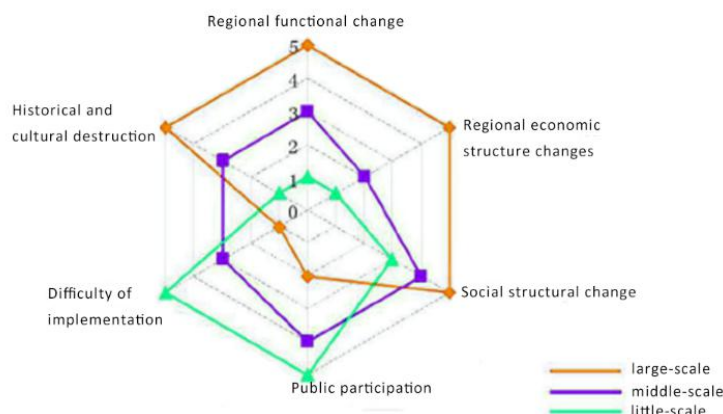 Regional functional change
5
4
3
2
1
0
Historical and
cultural destruction
Regional economic
structure changes
Difficulty of
implementation
Social structural change
Public participation
large-scale
middle-scale
little-scale